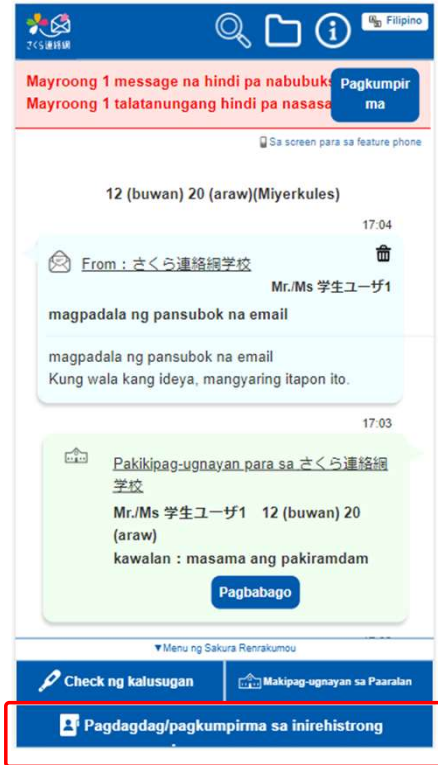 さくら連絡網
Filipino
Mayroong 1 message na hindi pa nabubuks
Mayroong 1 talatanungang hindi pa nasasa
Pagkumpir
ma
Sa screen para sa feature phone
12 (buwan) 20 (araw)(Miyerkules)
17:04
From：さくら連絡網学校
Mr./Ms 学生ユーザ1
magpadala ng pansubok na email
magpadala ng pansubok na email
Kung wala kang ideya, mangyaring itapon ito.
17:03
Pakikipag-ugnayan para sa さくら連絡網
学校
Mr./Ms 学生ユーザ1 12 (buwan) 20
(araw)
kawalan：masama ang pakiramdam
Pagbabago
▼Menu ng Sakura Renrakumou
Check ng kalusugan
Makipag-ugnayan sa Paaralan
Pagdagdag/pagkumpirma sa inirehistrong